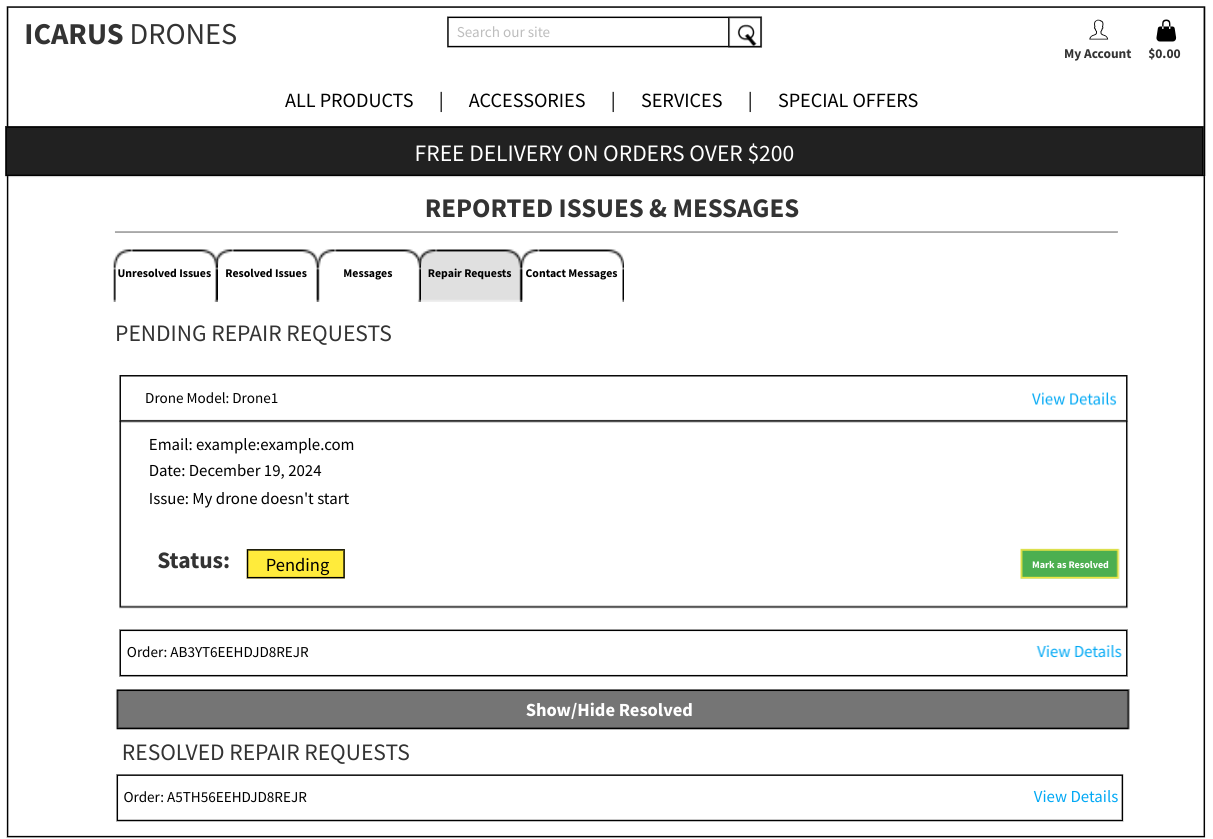 ICARUS DRONES
Search our site
My Account
$0.00
ALL PRODUCTS | ACCESSORIES | SERVICES | SPECIAL OFFERS
FREE DELIVERY ON ORDERS OVER $200
REPORTED ISSUES & MESSAGES
Unresolved Issues
Resolved Issues
Messages
Repair Requests
Contact Messages
PENDING REPAIR REQUESTS
Drone Model: Drone1
View Details
Email: example:example.com
Date: December 19, 2024
Issue: My drone doesn't start
Status:
Pending
Mark as Resolved
Order: AB3YT6EEHDJD8REJR
View Details
Show/Hide Resolved
RESOLVED REPAIR REQUESTS
Order: A5TH56EEHDJD8REJR
View Details